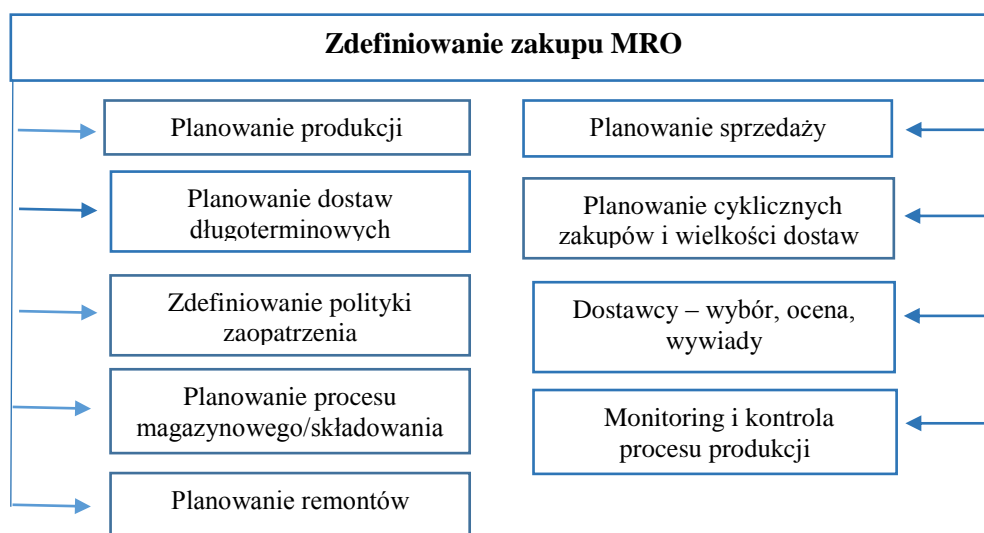 Zdefiniowanie zakupu MRO
Planowanie produkcji
Planowanie sprzedaży
Planowanie dostaw
długoterminowych
Planowanie cyklicznych
zakupów i wielkości dostaw
Zdefiniowanie polityki
zaopatrzenia
Dostawcy – wybór, ocena,
wywiady
Planowanie procesu
magazynowego/składowania
Monitoring i kontrola
procesu produkcji
Planowanie remontów